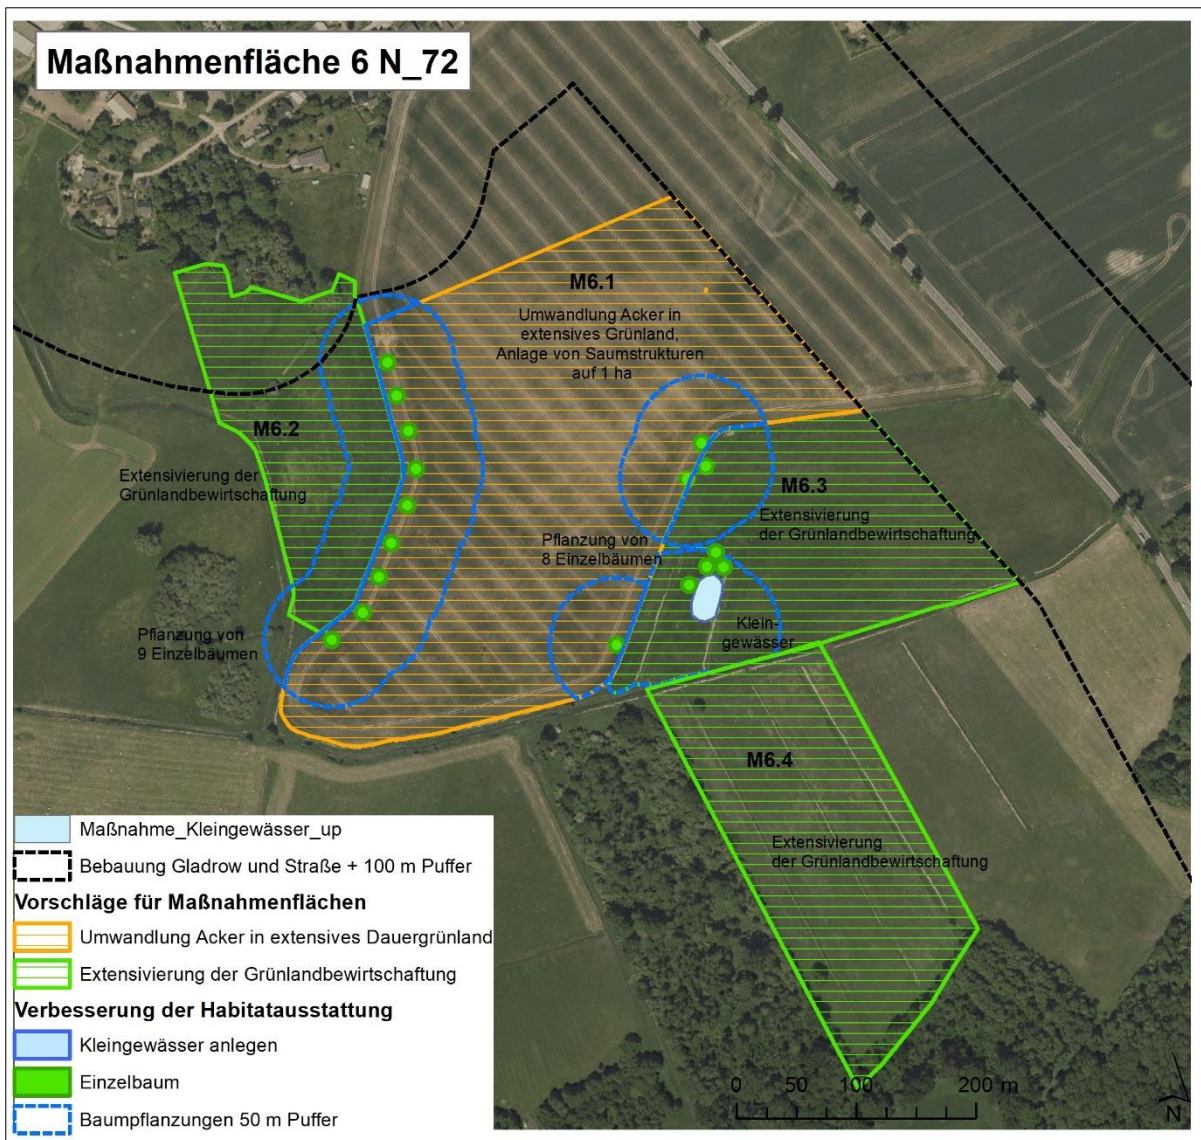 Maßnahmenfläche 6 N_72
M6.1
Umwandlung Acker in
extensives Grünland,
Anlage von Saumstrukturen
auf 1 ha
M6.2
Extensivierung der
Grünlandbewirtschaftung
M6.3
Extensivierung
der Grünlandbewirtschaftung
Pflanzung von
8 Einzelbäumen
Klein-
gewässer
Pflanzung von
9 Einzelbäumen
M6.4
Extensivierung
der Grünlandbewirtschaftung
Maßnahme_Kleingewässer_up
Bebauung Gladrow und Straße + 100 m Puffer
Vorschläge für Maßnahmenflächen
Umwandlung Acker in extensives Dauergrünland
Extensivierung der Grünlandbewirtschaftung
Verbesserung der Habitatausstattung
Kleingewässer anlegen
Einzelbaum
Baumpflanzungen 50 m Puffer
0 50 100 200 m
N